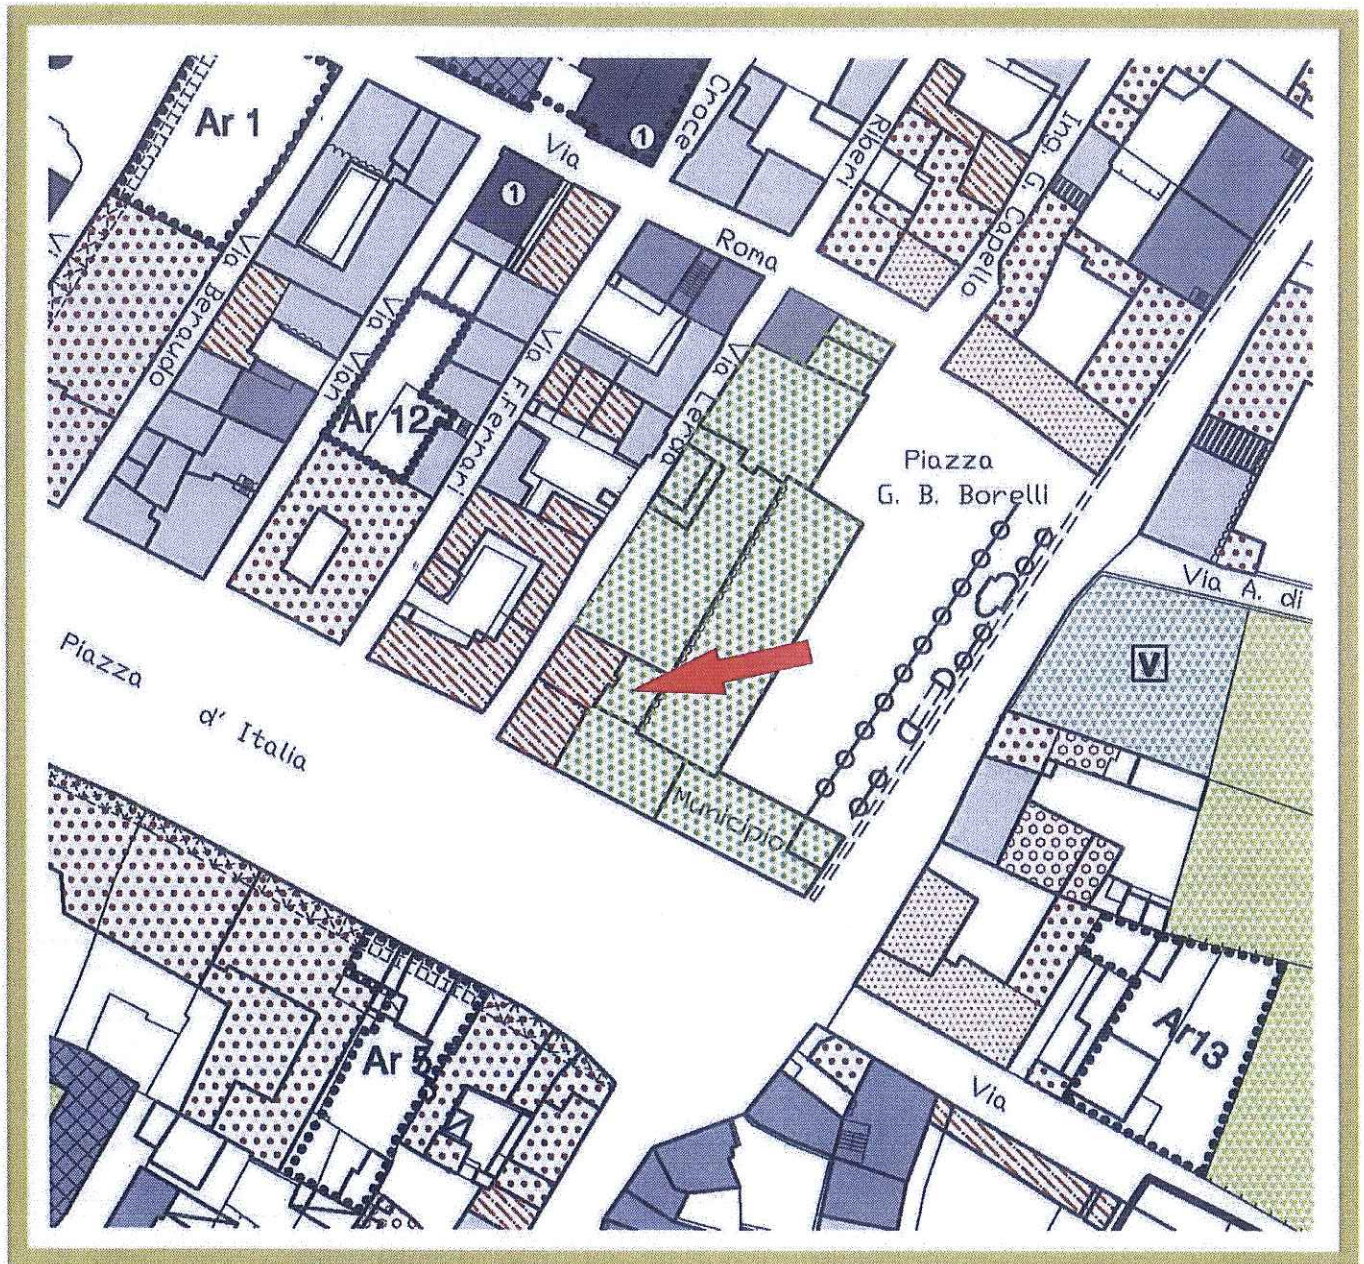 Ar 1
Via
Croce
Riberi
Ing. G. Capello
1
1
Roma
Via Beraudo
Via Vian
Ar 12
Via F.Ferrari
Via Lerda
Piazza
G. B. Borelli
Via A. di
V
Piazza
d' Italia
Municipio
Ar 5
Ar13
Via